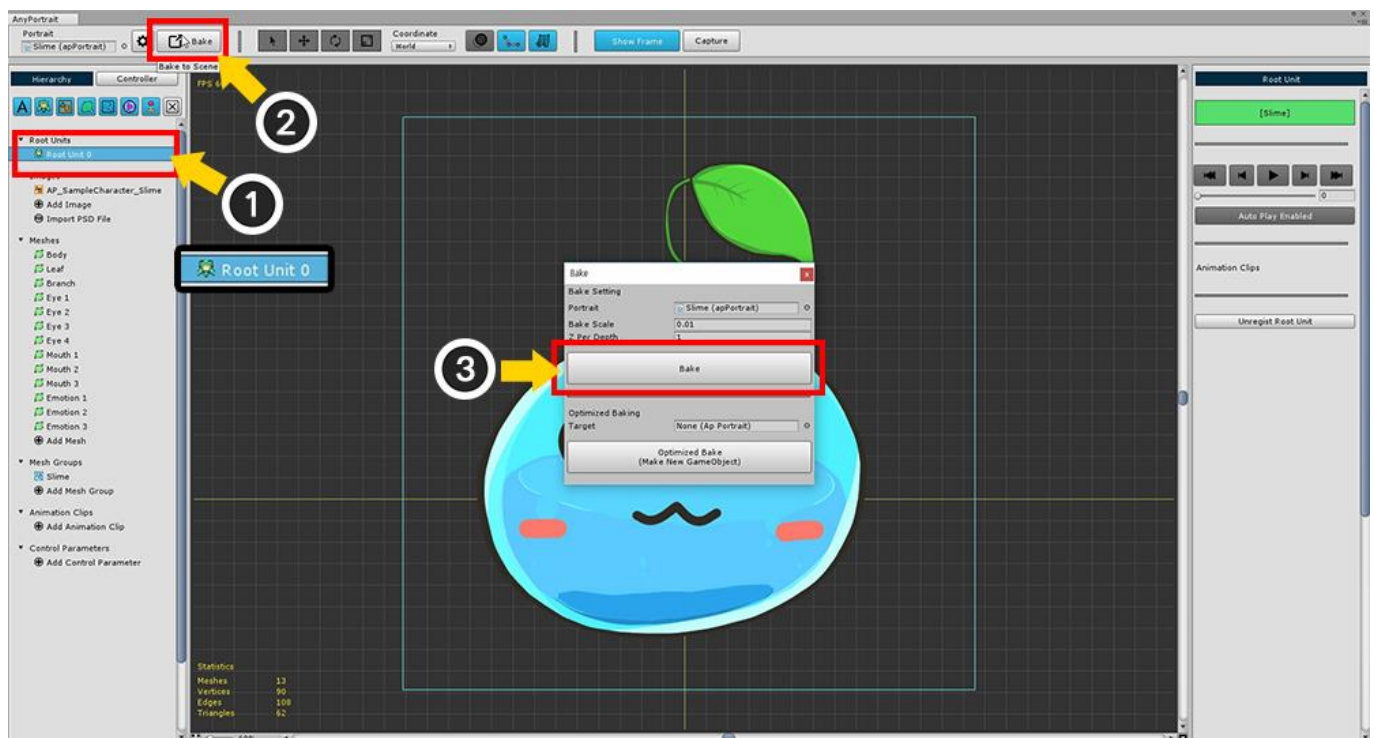 AnyPortrait
Portrait
Slime (apPortrait)
Bake
Coordinate
World
Show Frame
Capture
Bake to Scene
Hierarchy
Controller
FPS
2
Root Units
Root Unit 0
1
AP_SampleCharacter_Slime
Add Image
Import PSD File
Meshes
Body
Leaf
Branch
Eye 1
Eye 2
Eye 3
Eye 4
Mouth 1
Mouth 2
Mouth 3
Emotion 1
Emotion 2
Emotion 3
Add Mesh
Mesh Groups
Slime
Add Mesh Group
Animation Clips
Add Animation Clip
Control Parameters
Add Control Parameter
Root Unit 0
Bake
Bake Setting
Portrait
Slime (apPortrait)
Bake Scale
0.01
Z Per Depth
1
3
Bake
Optimized Baking
Target
None (Ap Portrait)
Optimized Bake
(Make New GameObject)
Statistics
Meshes 13
Vertices 90
Edges 108
Triangles 62
Root Unit
[Slime]
0
Auto Play Enabled
Animation Clips
Unregist Root Unit